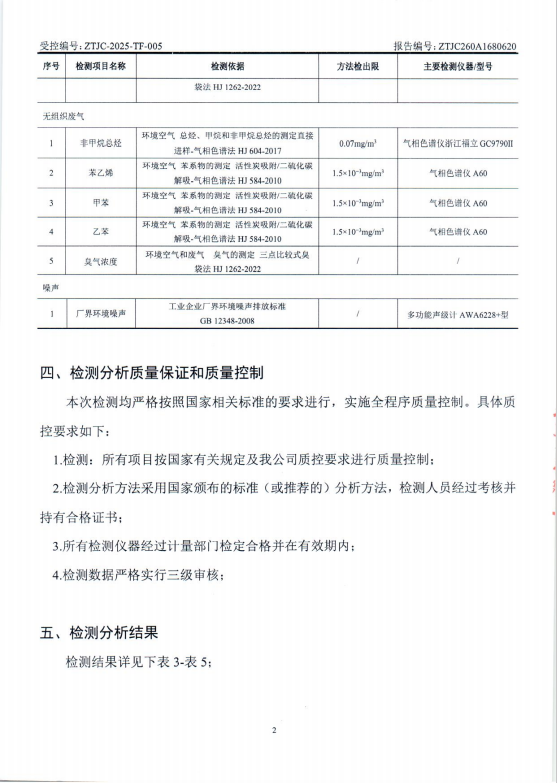 受控编号: ZTJC-2025-TF-005 报告编号: ZTJC260A1680620
序号 检测项目名称 检测依据 方法检出限 主要检测仪器/型号
袋法 HJ 1262-2022
无组织废气
1 非甲烷总烃 环境空气 总烃、甲烷和非甲烷总烃的测定直接 0.07mg/m³ 气相色谱仪浙江福立 GC9790II
进样-气相色谱法 HJ 604-2017
2 苯乙烯 环境空气 苯系物的测定 活性炭吸附/二硫化碳 1.5×10⁻³mg/m³ 气相色谱仪 A60
解吸-气相色谱法 HJ 584-2010
3 甲苯 环境空气 苯系物的测定 活性炭吸附/二硫化碳 1.5×10⁻³mg/m³ 气相色谱仪 A60
解吸-气相色谱法 HJ 584-2010
4 乙苯 环境空气 苯系物的测定 活性炭吸附/二硫化碳 1.5×10⁻³mg/m³ 气相色谱仪 A60
解吸-气相色谱法 HJ 584-2010
5 臭气浓度 环境空气和废气 臭气的测定 三点比较式臭 / /
袋法 HJ 1262-2022
噪声
1 厂界环境噪声 工业企业厂界环境噪声排放标准 / 多功能声级计 AWA6228+型
GB 12348-2008
四、检测分析质量保证和质量控制
本次检测均严格按照国家相关标准的要求进行，实施全程序质量控制。具体质
控要求如下：
1.检测：所有项目按国家有关规定及我公司质控要求进行质量控制；
2.检测分析方法采用国家颁布的标准（或推荐的）分析方法，检测人员经过考核并
持有合格证书；
3.所有检测仪器经过计量部门检定合格并在有效期内；
4.检测数据严格实行三级审核；
五、检测分析结果
检测结果详见下表 3-表 5；
2